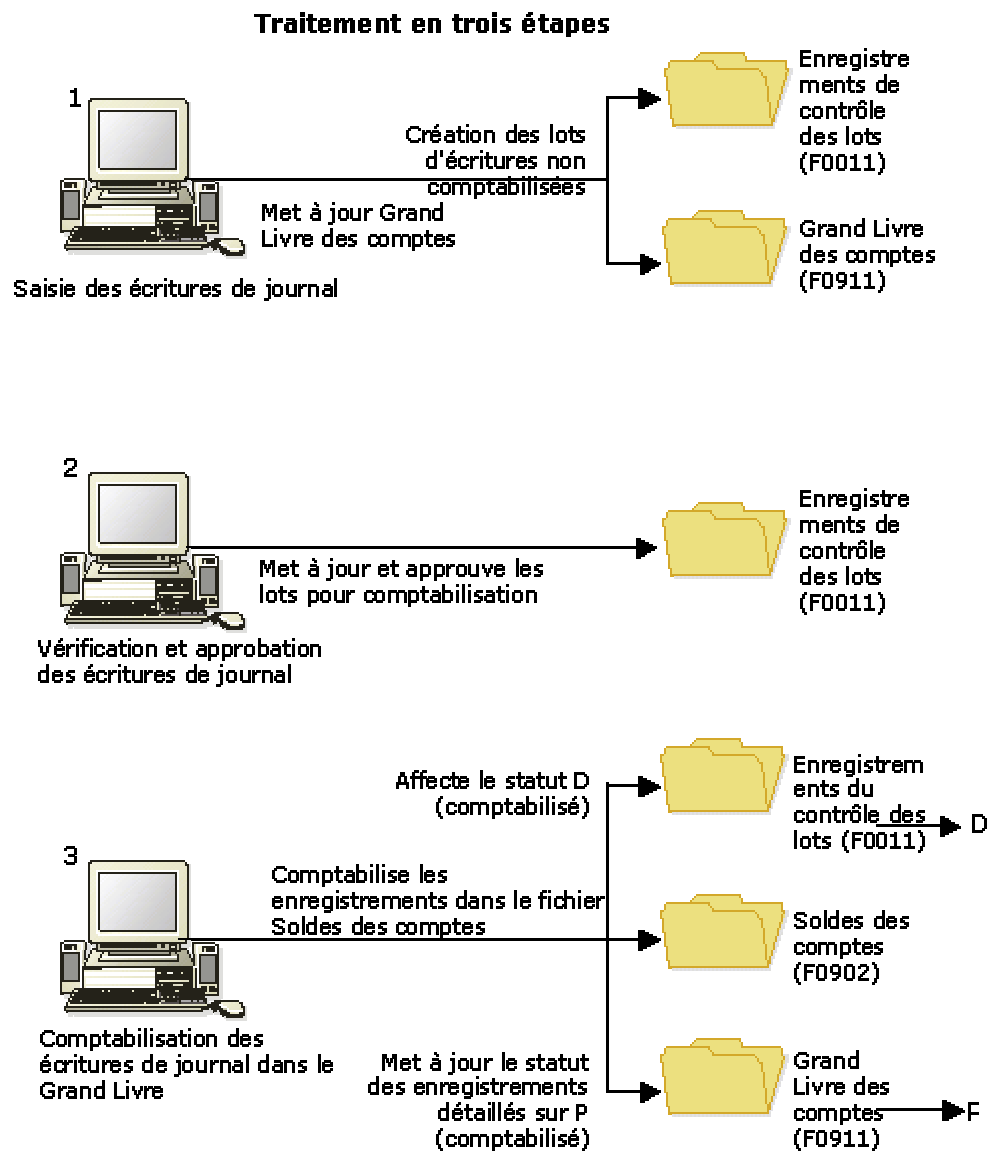 Traitement en trois étapes
1
Création des lots
d'écritures non
comptabilisées
Met à jour Grand
Livre des comptes
Saisie des écritures de journal
Enregistre
ments de
contrôle
des lots
(F0011)
Grand Livre
des comptes
(F0911)
2
Met à jour et approuve les
lots pour comptabilisation
Vérification et approbation
des écritures de journal
Enregistre
ments de
contrôle
des lots
(F0011)
3
Affecte le statut D
(comptabilisé)
Comptabilise les
enregistrements dans le fichier
Soldes des comptes
Comptabilisation des
écritures de journal dans le
Grand Livre
Met à jour le statut
des enregistrements
détaillés sur P
(comptabilisé)
Enregistrem
ents du
contrôle des
lots (F0011)
D
Soldes des
comptes
(F0902)
Grand
Livre des
comptes
(F0911)